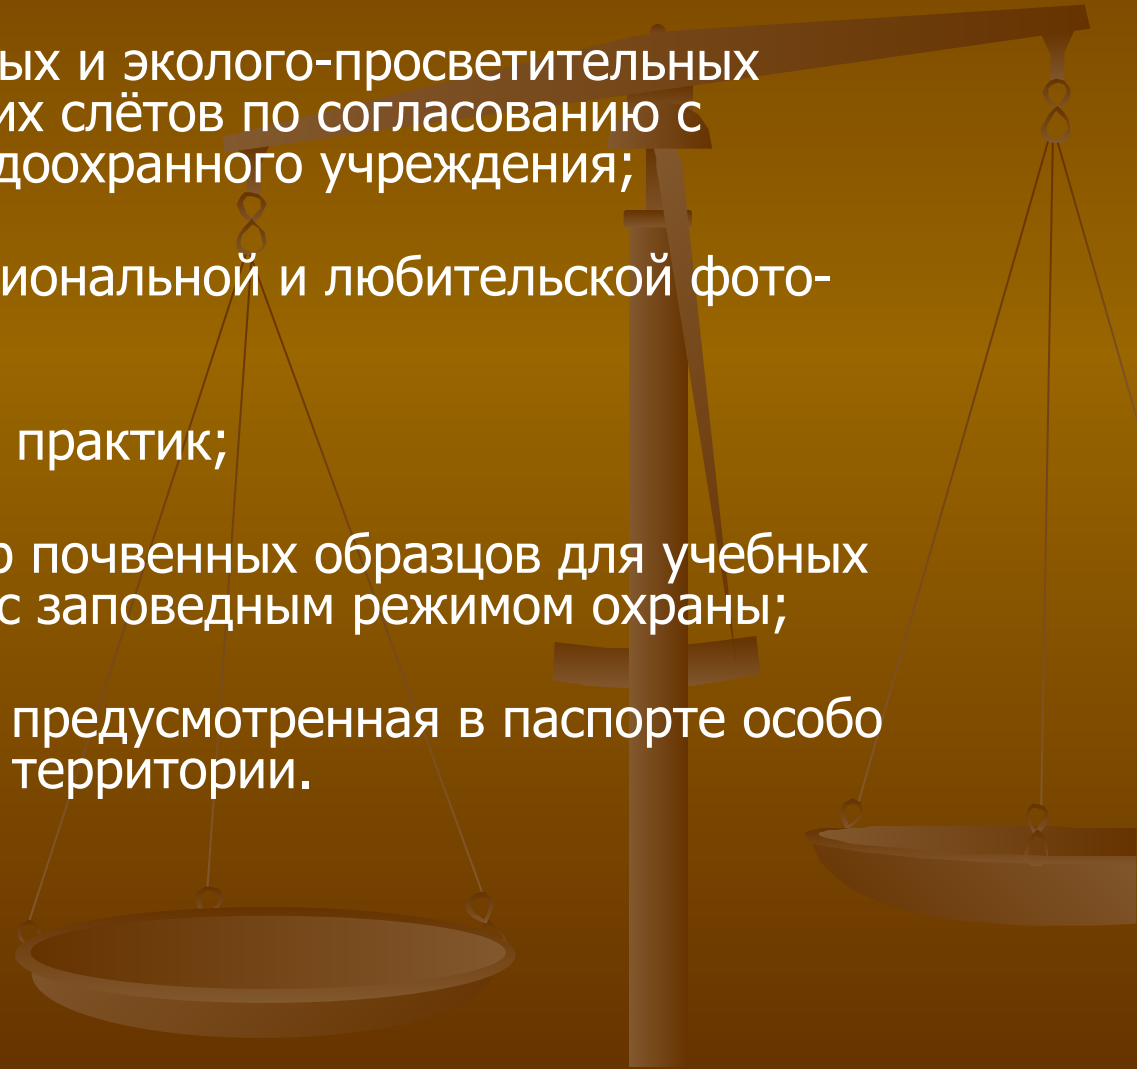 ых и эколого-просветительных
их слётов по согласованию с
доохранного учреждения;
иональной и любительской фото-
практик;
почвенных образцов для учебных
с заповедным режимом охраны;
предусмотренная в паспорте особо
территории.